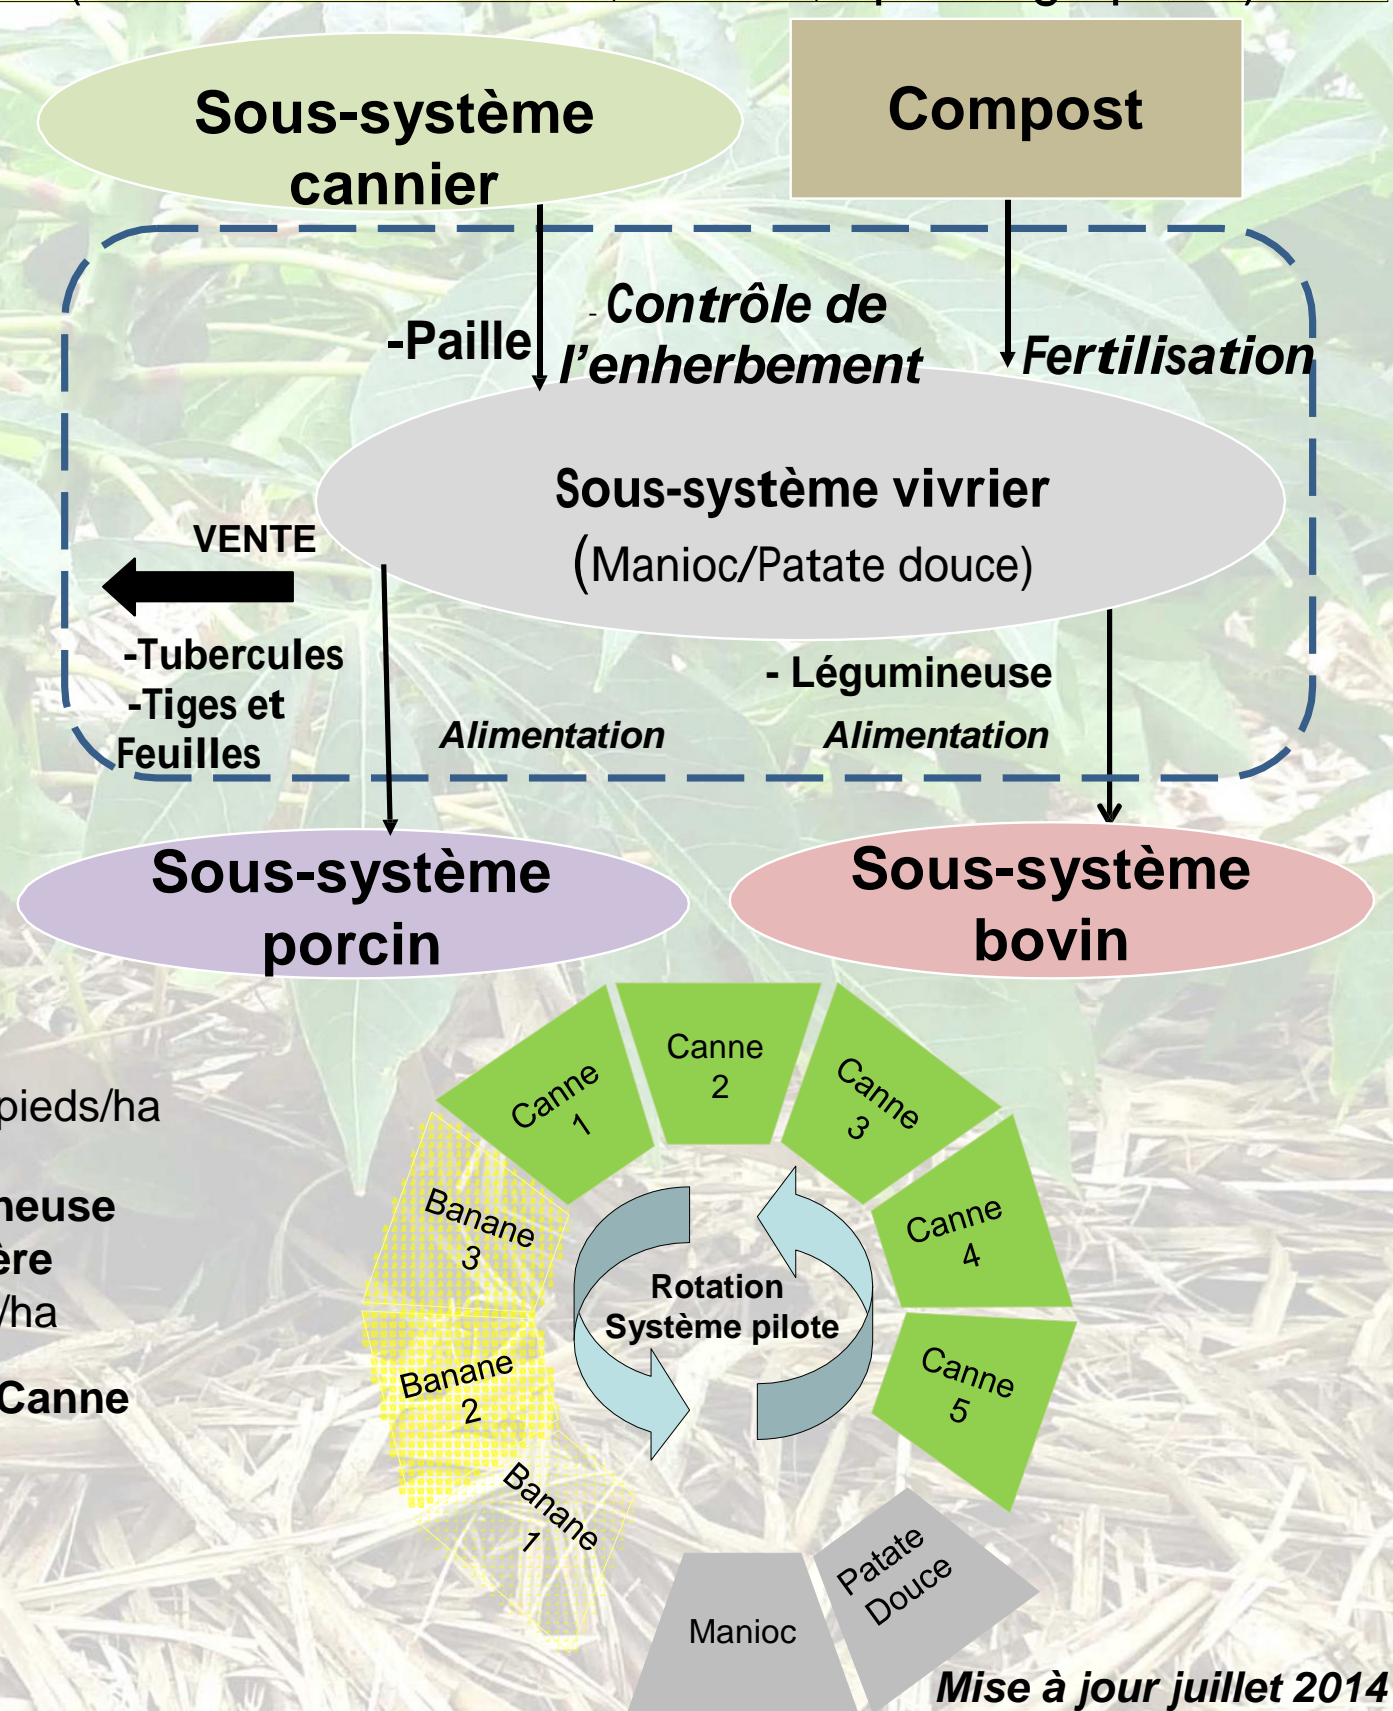 Sous-système
cannier
Compost
-Paille
- Contrôle de
l'enherbement
Fertilisation
Sous-système vivrier
(Manioc/Patate douce)
VENTE
-Tubercules
-Tiges et
Feuilles
- Légumineuse
Alimentation
Alimentation
Sous-système
porcin
Sous-système
bovin
pieds/ha
neuse
ère
/ha
Canne
Canne
1
Canne
2
Canne
3
Canne
4
Canne
5
Banane
3
Banane
2
Banane
1
Rotation
Système pilote
Patate
Douce
Manioc
Mise à jour juillet 2014